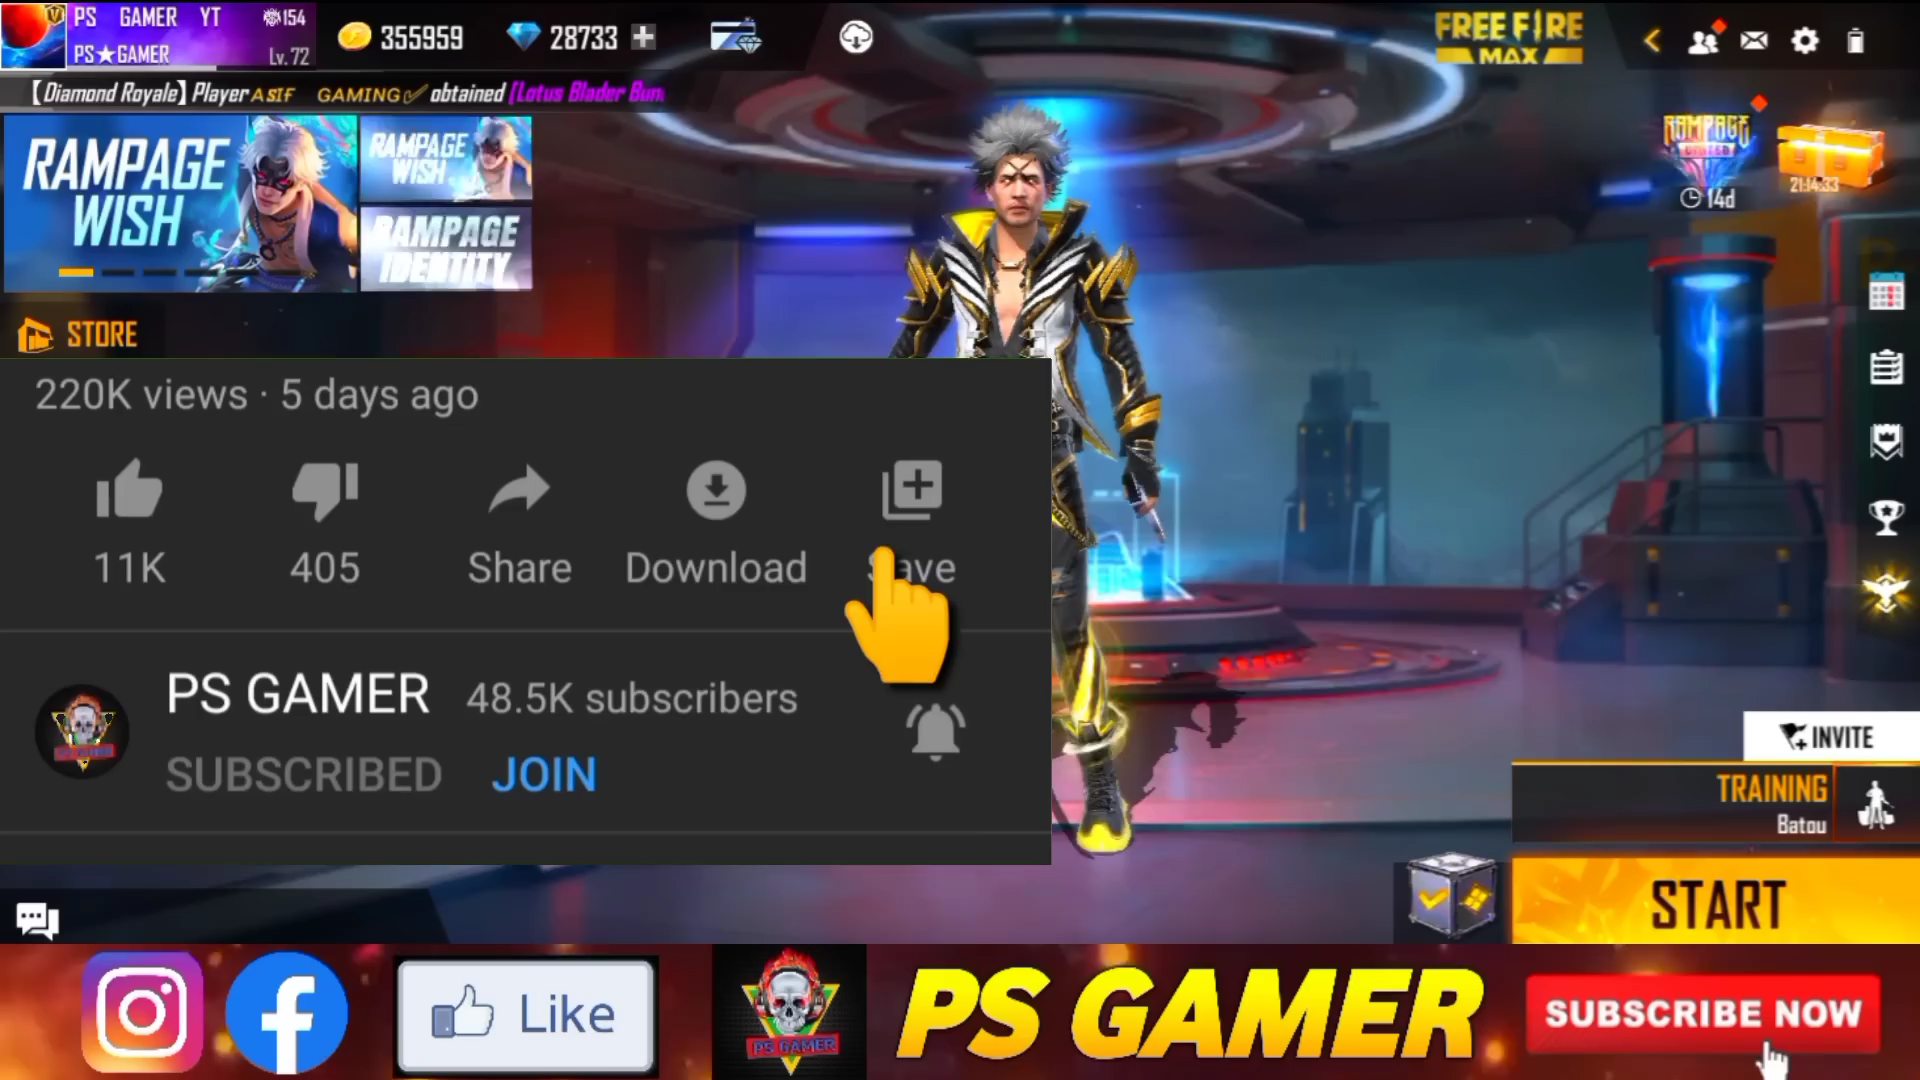 PS GAMER YT 154
PS★GAMER Lv. 72
355959
28733
FREE FIRE
MAX
【Diamond Royale】 Player ASIF GAMING✓ obtained [Lotus Blader Bun
RAMPAGE
WISH
RAMPAGE
WISH
RAMPAGE
IDENTITY
RAMPAGE
UNITED
14d
21:14:33
STORE
220K views · 5 days ago
11K
405
Share
Download
Save
PS GAMER 48.5K subscribers
SUBSCRIBED JOIN
INVITE
TRAINING
Batou
START
Like
PS GAMER
PS GAMER
SUBSCRIBE NOW